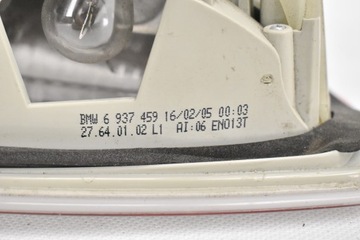 BMW 6 937 459 16/02/05 00:03
27.64.01.02 L1 AI:06 EN013T